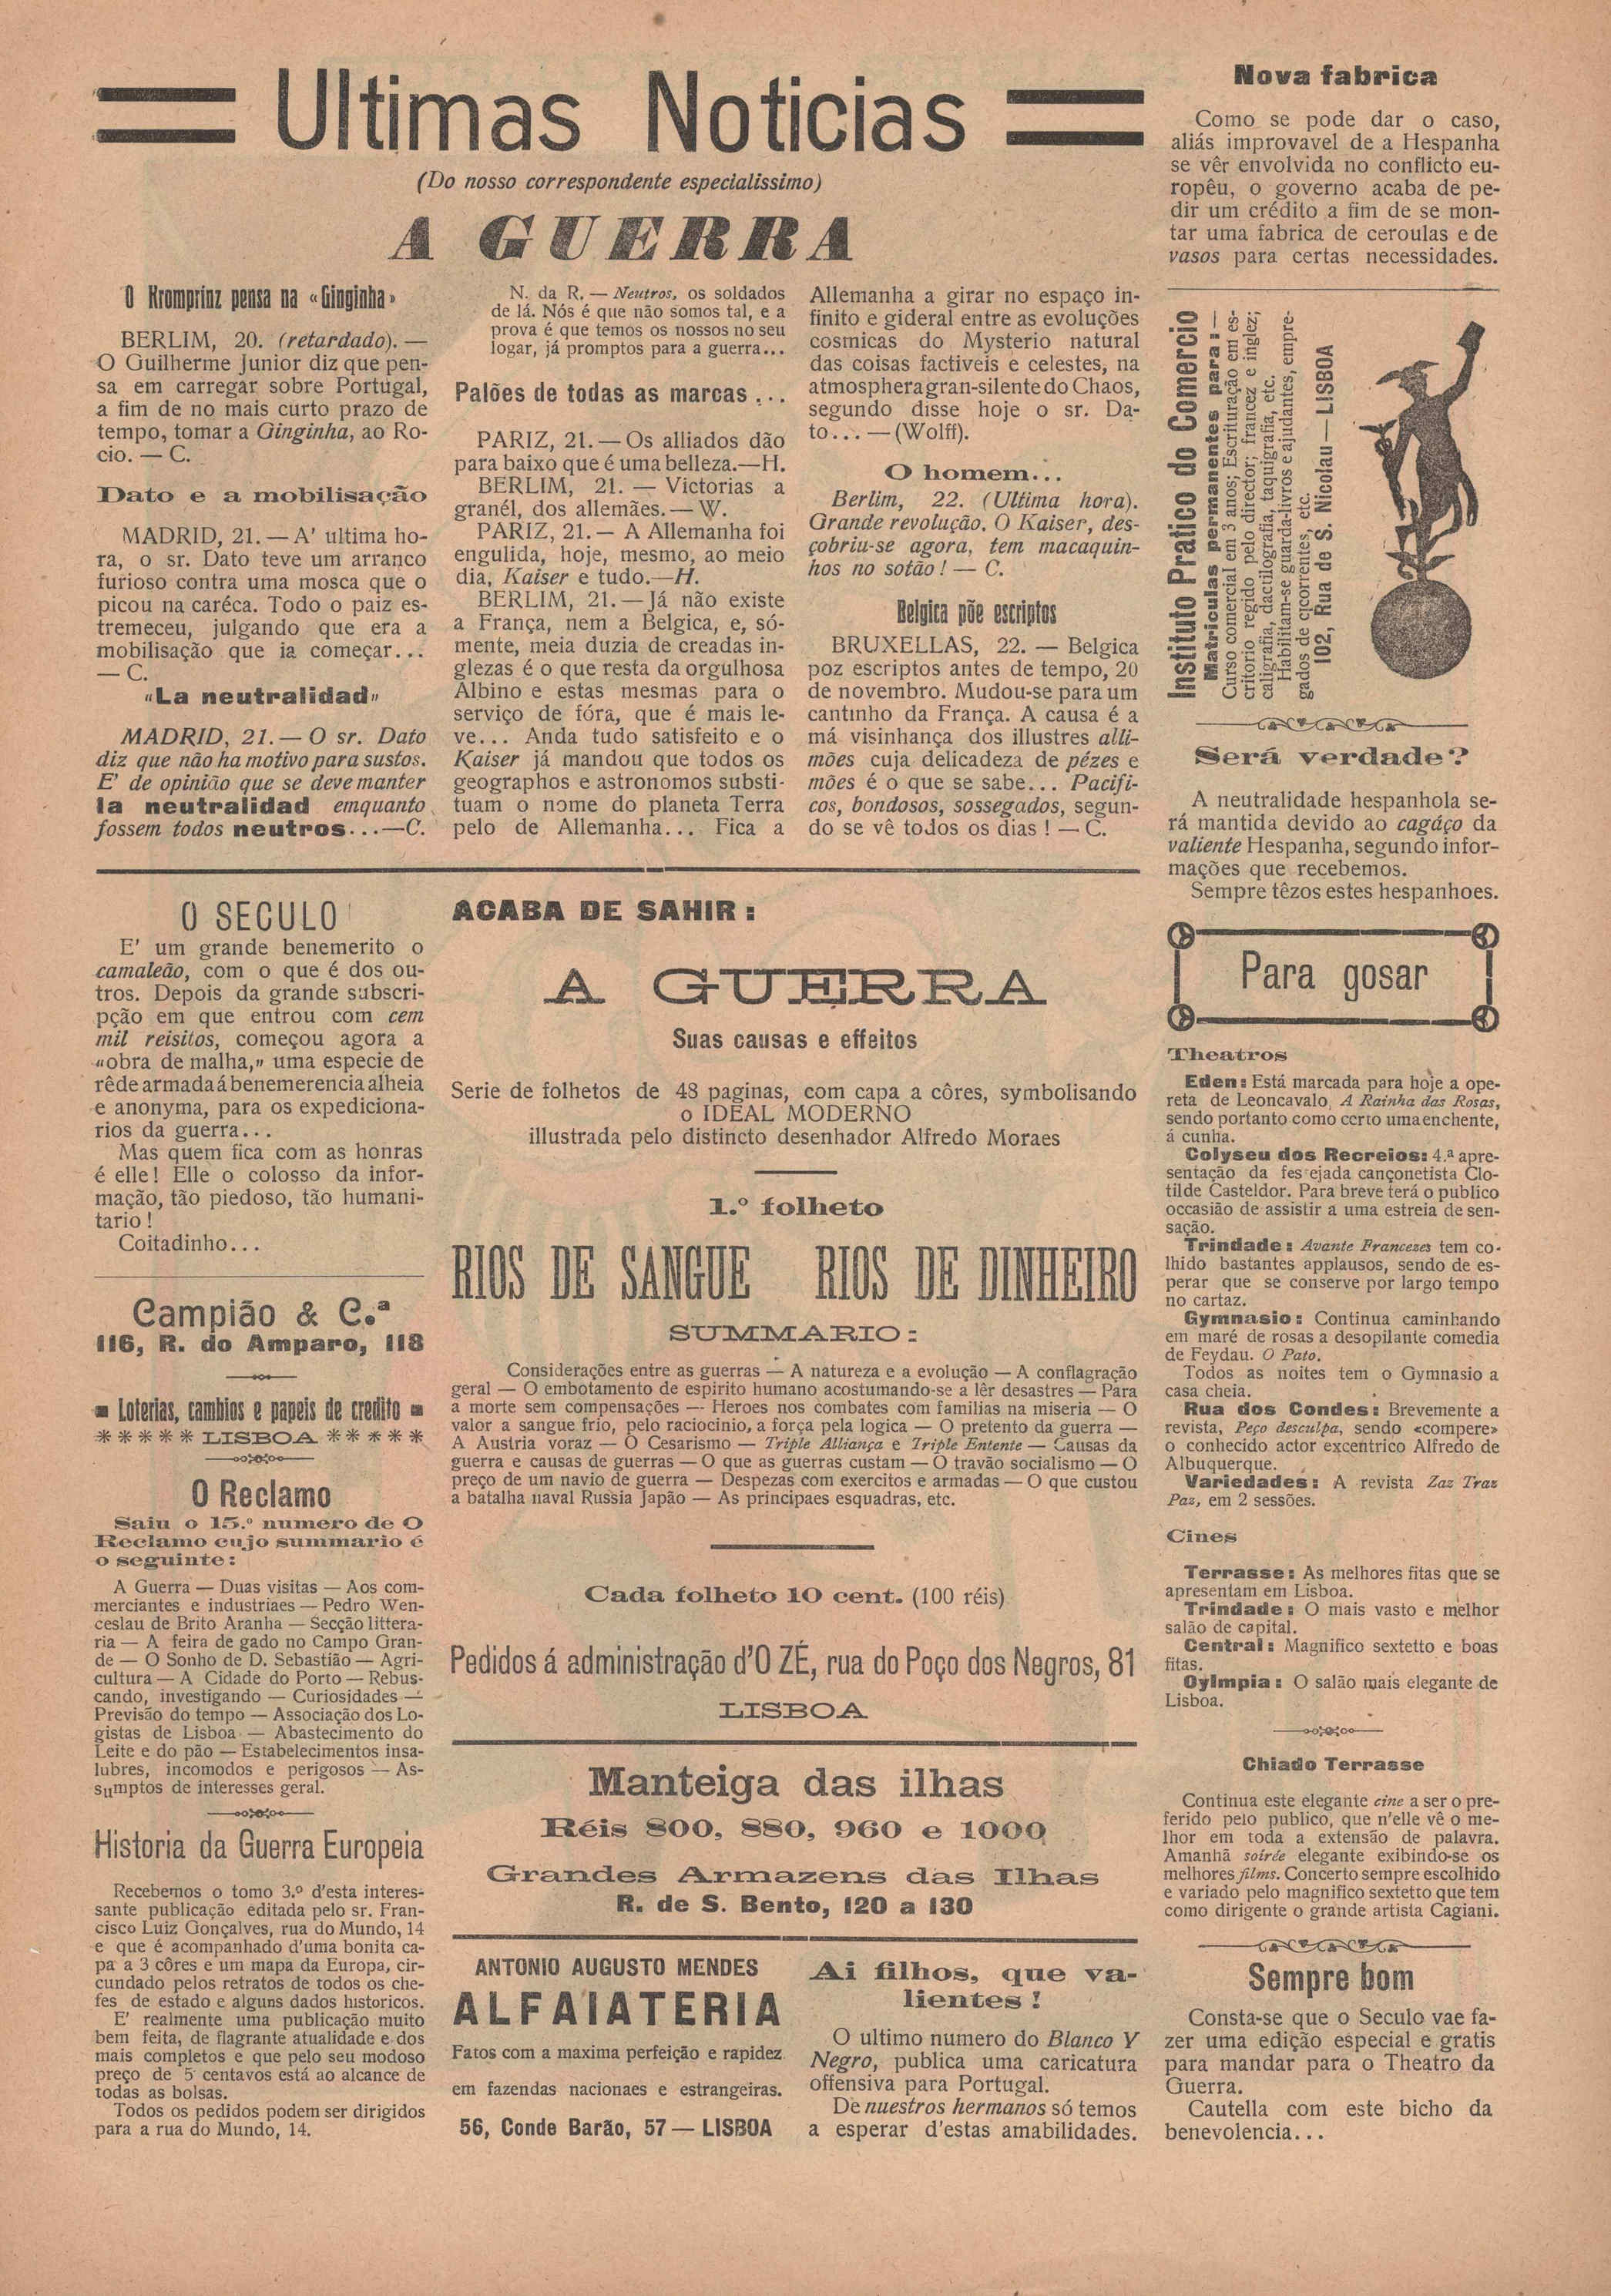 Ultimas Noticias
(Do nosso correspondente especialissimo)
A GUERRA
O Kromprinz pensa na «Ginginha»
BERLIM, 20. (retardado). —
O Guilherme Junior diz que pen-
sa em carregar sobre Portugal,
a fim de no mais curto prazo de
tempo, tomar a Ginginha, ao Ro-
cio. — C.
Dato e a mobilisação
MADRID, 21. — A' ultima ho-
ra, o sr. Dato teve um arranco
furioso contra uma mosca que o
picou na caréca. Todo o paiz es-
tremeceu, julgando que era a
mobilisação que ia começar...
— C.
«La neutralidad»
MADRID, 21. — O sr. Dato
diz que não ha motivo para sustos.
E' de opinião que se deve manter
la neutralidad emquanto
fossem todos neutros...—C.
N. da R. — Neutros, os soldados
de lá. Nós é que não somos tal, e a
prova é que temos os nossos no seu
logar, já promptos para a guerra...
Palões de todas as marcas...
PARIZ, 21. — Os alliados dão
para baixo que é uma belleza.—H.
BERLIM, 21. — Victorias a
granél, dos allemães. — W.
PARIZ, 21. — A Allemanha foi
engulida, hoje, mesmo, ao meio
dia, Kaiser e tudo.—H.
BERLIM, 21. — Já não existe
a França, nem a Belgica, e, só-
mente, meia duzia de creadas in-
glezas é o que resta da orgulhosa
Albino e estas mesmas para o
serviço de fóra, que é mais le-
ve... Anda tudo satisfeito e o
Kaiser já mandou que todos os
geographos e astronomos substi-
tuam o nome do planeta Terra
pelo de Allemanha... Fica a
Allemanha a girar no espaço in-
finito e gideral entre as evoluções
cosmicas do Mysterio natural
das coisas factiveis e celestes, na
atmosphera gran-silente do Chaos,
segundo disse hoje o sr. Da-
to... — (Wolff).
O homem...
Berlim, 22. (Ultima hora).
Grande revolução. O Kaiser, des-
çobriu-se agora, tem macaquin-
hos no sotão! — C.
Belgica põe escriptos
BRUXELLAS, 22. — Belgica
poz escriptos antes de tempo, 20
de novembro. Mudou-se para um
cantinho da França. A causa é a
má visinhança dos illustres alli-
mões cuja delicadeza de pézes e
mões é o que se sabe... Pacifi-
cos, bondosos, sossegados, segun-
do se vê todos os dias! — C.
Nova fabrica
Como se pode dar o caso,
aliás improvavel de a Hespanha
se vêr envolvida no conflicto eu-
ropêu, o governo acaba de pe-
dir um crédito a fim de se mon-
tar uma fabrica de ceroulas e de
vasos para certas necessidades.
Instituto Pratico do Comercio
Matriculas permanentes para: —
Curso comercial em 3 anos; Escrituração em es-
critorio regido pelo director; francez e inglez;
caligrafia, dactilografia, taquigrafia, etc.
Habilitam-se guarda-livros e ajudantes, empre-
gados de c|correntes, etc.
102, Rua de S. Nicolau — LISBOA
Será verdade?
A neutralidade hespanhola se-
rá mantida devido ao cagáço da
valiente Hespanha, segundo infor-
mações que recebemos.
Sempre têzos estes hespanhoes.
Para gosar
Theatros
Eden: Está marcada para hoje a ope-
reta de Leoncavalo, A Rainha das Rosas,
sendo portanto como certo uma enchente,
á cunha.
Colyseu dos Recreios: 4.ª apre-
sentação da fes ejada cançonetista Clo-
tilde Casteldor. Para breve terá o publico
occasião de assistir a uma estreia de sen-
sação.
Trindade: Avante Francezes tem co-
lhido bastantes applausos, sendo de es-
perar que se conserve por largo tempo
no cartaz.
Gymnasio: Continua caminhando
em maré de rosas a desopilante comedia
de Feydau. O Pato.
Todos as noites tem o Gymnasio a
casa cheia.
Rua dos Condes: Brevemente a
revista, Peço desculpa, sendo «compere»
o conhecido actor excentrico Alfredo de
Albuquerque.
Variedades: A revista Zaz Traz
Paz, em 2 sessões.
Cines
Terrasse: As melhores fitas que se
apresentam em Lisboa.
Trindade: O mais vasto e melhor
salão de capital.
Central: Magnifico sextetto e boas
fitas.
Oylmpia: O salão mais elegante de
Lisboa.
Chiado Terrasse
Continua este elegante cine a ser o pre-
ferido pelo publico, que n'elle vê o me-
lhor em toda a extensão de palavra.
Amanhã soirée elegante exibindo-se os
melhores films. Concerto sempre escolhido
e variado pelo magnifico sextetto que tem
como dirigente o grande artista Cagiani.
Sempre bom
Consta-se que o Seculo vae fa-
zer uma edição especial e gratis
para mandar para o Theatro da
Guerra.
Cautella com este bicho da
benevolencia...
O SECULO
E' um grande benemerito o
camaleão, com o que é dos ou-
tros. Depois da grande subscri-
pção em que entrou com cem
mil reisitos, começou agora a
«obra de malha,» uma especie de
rêde armada á benemerencia alheia
e anonyma, para os expediciona-
rios da guerra...
Mas quem fica com as honras
é elle! Elle o colosso da infor-
mação, tão piedoso, tão humani-
tario!
Coitadinho...
Campião & C.ª
116, R. do Amparo, 118
Loterias, cambios e papeis de credito
***** LISBOA *****
O Reclamo
Saiu o 15.º numero de O
Reclamo cujo summario é
o seguinte:
A Guerra — Duas visitas — Aos com-
merciantes e industriaes — Pedro Wen-
ceslau de Brito Aranha — Secção littera-
ria — A feira de gado no Campo Gran-
de — O Sonho de D. Sebastião — Agri-
cultura — A Cidade do Porto — Rebus-
cando, investigando — Curiosidades —
Previsão do tempo — Associação dos Lo-
gistas de Lisboa — Abastecimento do
Leite e do pão — Estabelecimentos insa-
lubres, incomodos e perigosos — As-
sumptos de interesses geral.
Historia da Guerra Europeia
Recebemos o tomo 3.º d'esta interes-
sante publicação editada pelo sr. Fran-
cisco Luiz Gonçalves, rua do Mundo, 14
e que é acompanhado d'uma bonita ca-
pa a 3 côres e um mapa da Europa, cir-
cundado pelos retratos de todos os che-
fes de estado e alguns dados historicos.
E' realmente uma publicação muito
bem feita, de flagrante atualidade e dos
mais completos e que pelo seu modoso
preço de 5 centavos está ao alcance de
todas as bolsas.
Todos os pedidos podem ser dirigidos
para a rua do Mundo, 14.
ACABA DE SAHIR:
A GUERRA
Suas causas e effeitos
Serie de folhetos de 48 paginas, com capa a côres, symbolisando
o IDEAL MODERNO
illustrada pelo distincto desenhador Alfredo Moraes
1.º folheto
RIOS DE SANGUE RIOS DE DINHEIRO
SUMMARIO:
Considerações entre as guerras — A natureza e a evolução — A conflagração
geral — O embotamento de espirito humano acostumando-se a lêr desastres — Para
a morte sem compensações — Heroes nos combates com familias na miseria — O
valor a sangue frio, pelo raciocinio, a força pela logica — O pretento da guerra —
A Austria voraz — O Cesarismo — Triple Alliança e Triple Entente — Causas da
guerra e causas de guerras — O que as guerras custam — O travão socialismo — O
preço de um navio de guerra — Despezas com exercitos e armadas — O que custou
a batalha naval Russia Japão — As principaes esquadras, etc.
Cada folheto 10 cent. (100 réis)
Pedidos á administração d'O ZÉ, rua do Poço dos Negros, 81
LISBOA
Manteiga das ilhas
Réis 800, 880, 960 e 1000
Grandes Armazens das Ilhas
R. de S. Bento, 120 a 130
ANTONIO AUGUSTO MENDES
ALFAIATERIA
Fatos com a maxima perfeição e rapidez
em fazendas nacionaes e estrangeiras.
56, Conde Barão, 57 — LISBOA
Ai filhos, que va-
lientes!
O ultimo numero do Blanco Y
Negro, publica uma caricatura
offensiva para Portugal.
De nuestros hermanos só temos
a esperar d'estas amabilidades.